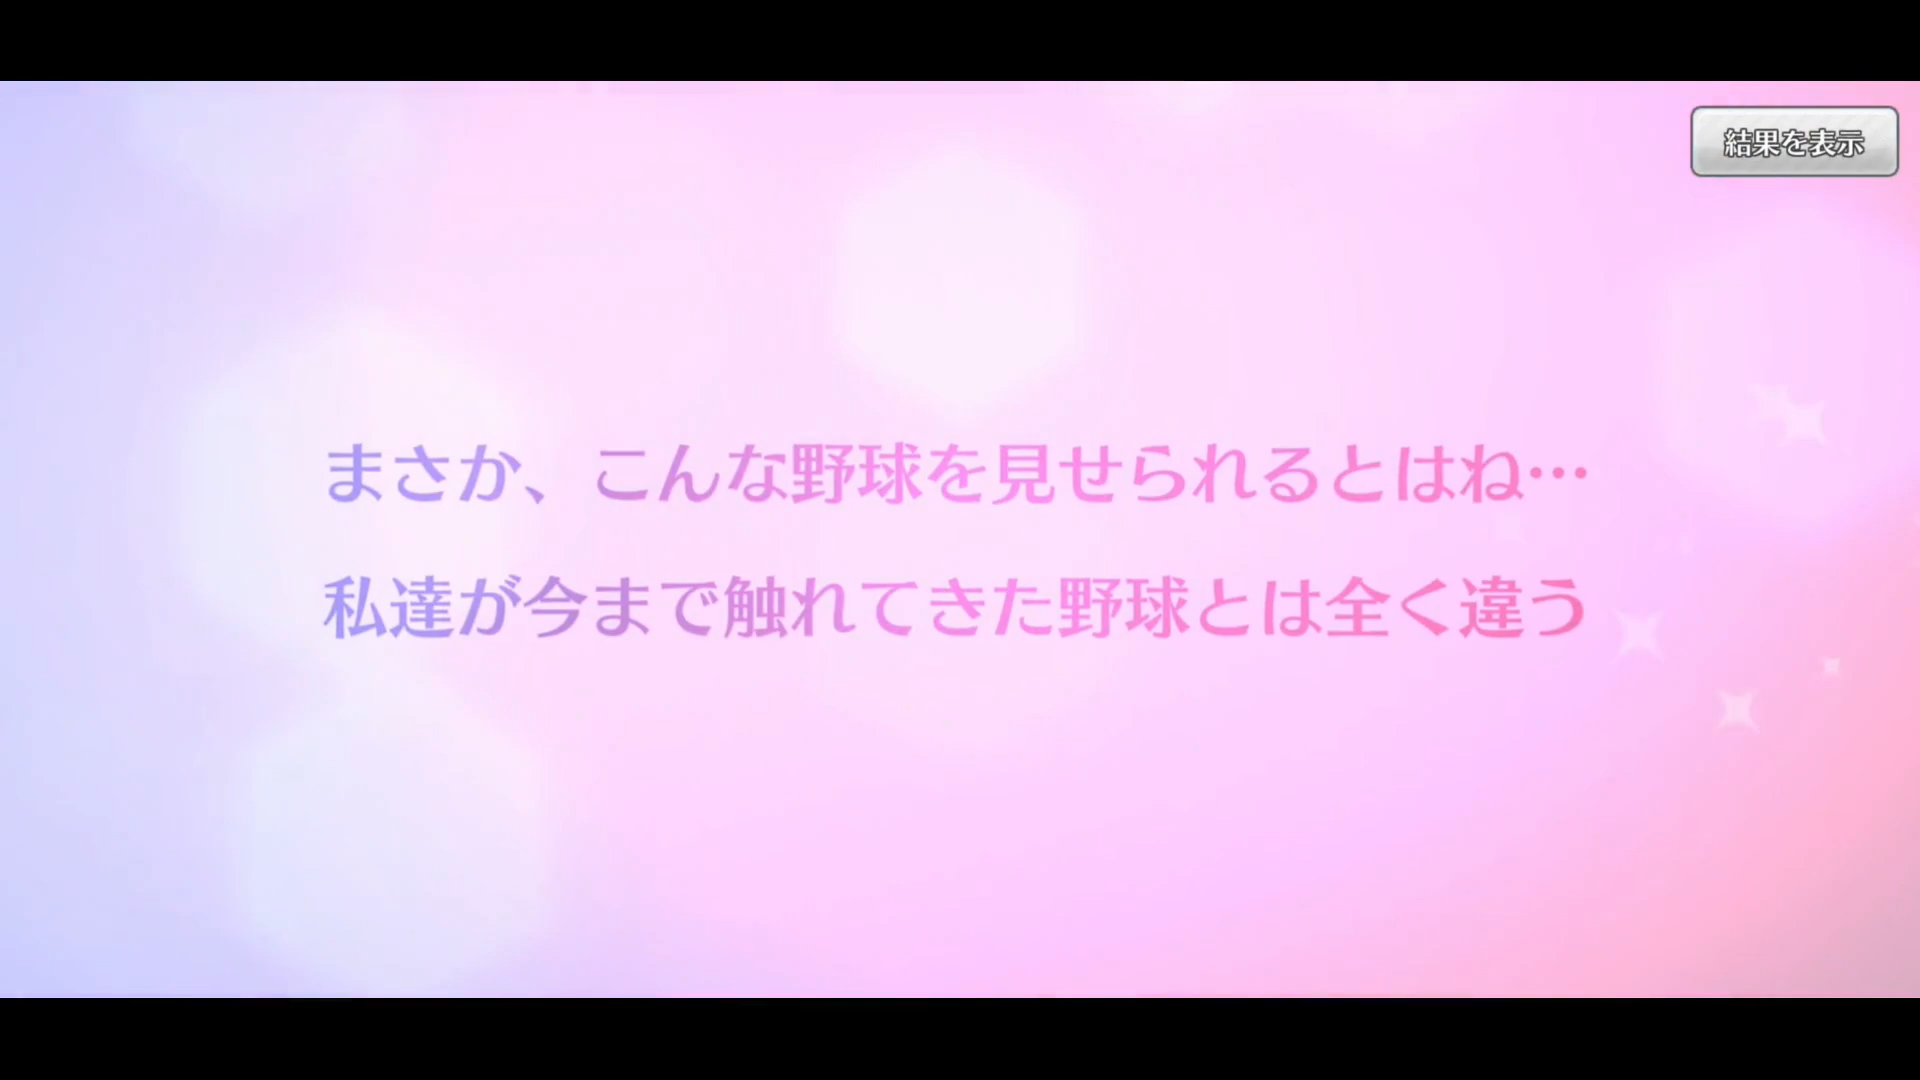 結果を表示
まさか、こんな野球を見せられるとはね…
私達が今まで触れてきた野球とは全く違う